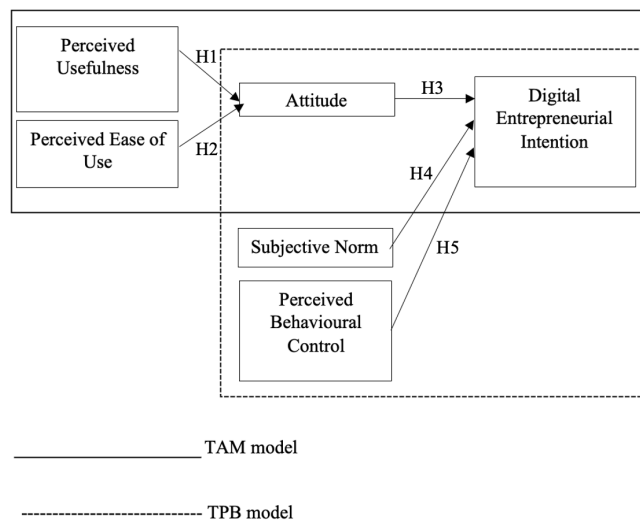 Perceived
Usefulness
H1
Perceived Ease of
Use
H2
Attitude
H3
Digital
Entrepreneurial
Intention
H4
Subjective Norm
H5
Perceived
Behavioural
Control
TAM model
TPB model